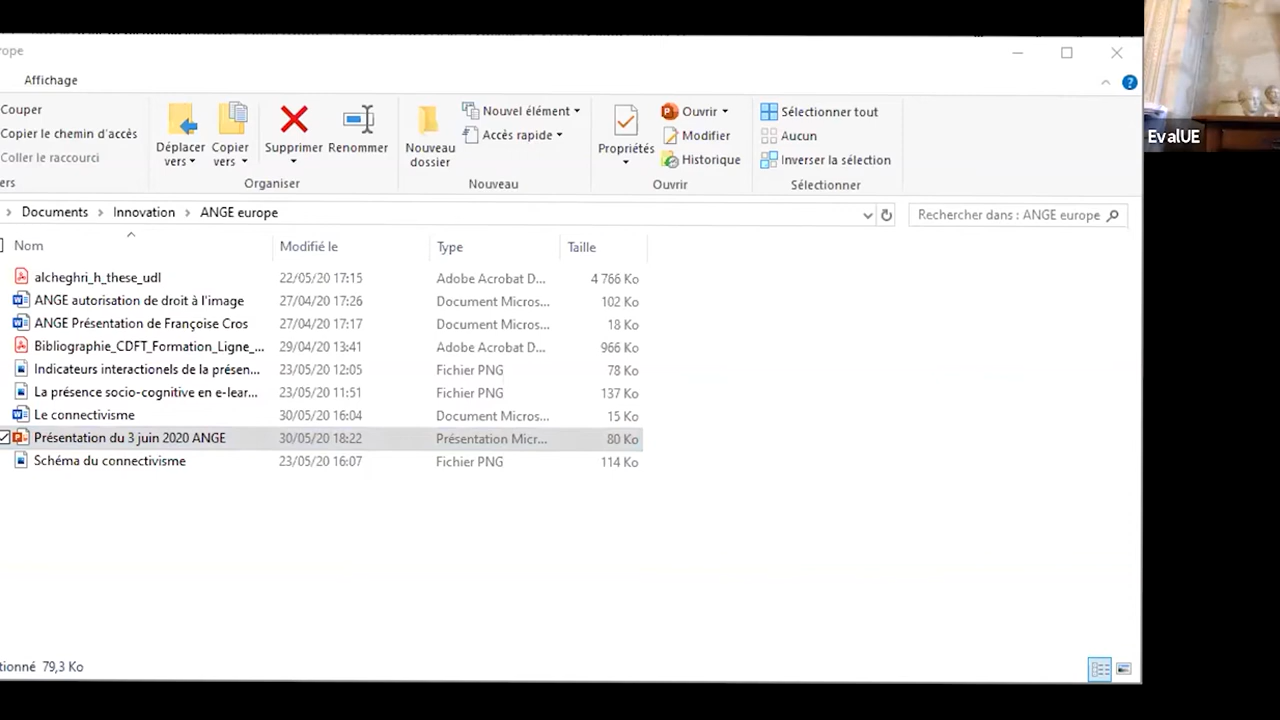 rope
Affichage
Couper
Copier le chemin d'accès
Coller le raccourci
ers
Déplacer vers
Copier vers
Supprimer
Renommer
Organiser
Nouveau dossier
Nouvel élément
Accès rapide
Nouveau
Propriétés
Ouvrir
Modifier
Historique
Ouvrir
Sélectionner tout
Aucun
Inverser la sélection
Sélectionner
EvalUE
Documents > Innovation > ANGE europe
Rechercher dans : ANGE europe
Nom Modifié le Type Taille
alcheghri_h_these_udl 22/05/20 17:15 Adobe Acrobat D... 4 766 Ko
ANGE autorisation de droit à l'image 27/04/20 17:26 Document Micros... 102 Ko
ANGE Présentation de Françoise Cros 27/04/20 17:17 Document Micros... 18 Ko
Bibliographie_CDFT_Formation_Ligne_... 29/04/20 13:41 Adobe Acrobat D... 966 Ko
Indicateurs interactionels de la présen... 23/05/20 12:05 Fichier PNG 78 Ko
La présence socio-cognitive en e-lear... 23/05/20 11:51 Fichier PNG 137 Ko
Le connectivisme 30/05/20 16:04 Document Micros... 15 Ko
Présentation du 3 juin 2020 ANGE 30/05/20 18:22 Présentation Micr... 80 Ko
Schéma du connectivisme 23/05/20 16:07 Fichier PNG 114 Ko
tionné 79,3 Ko